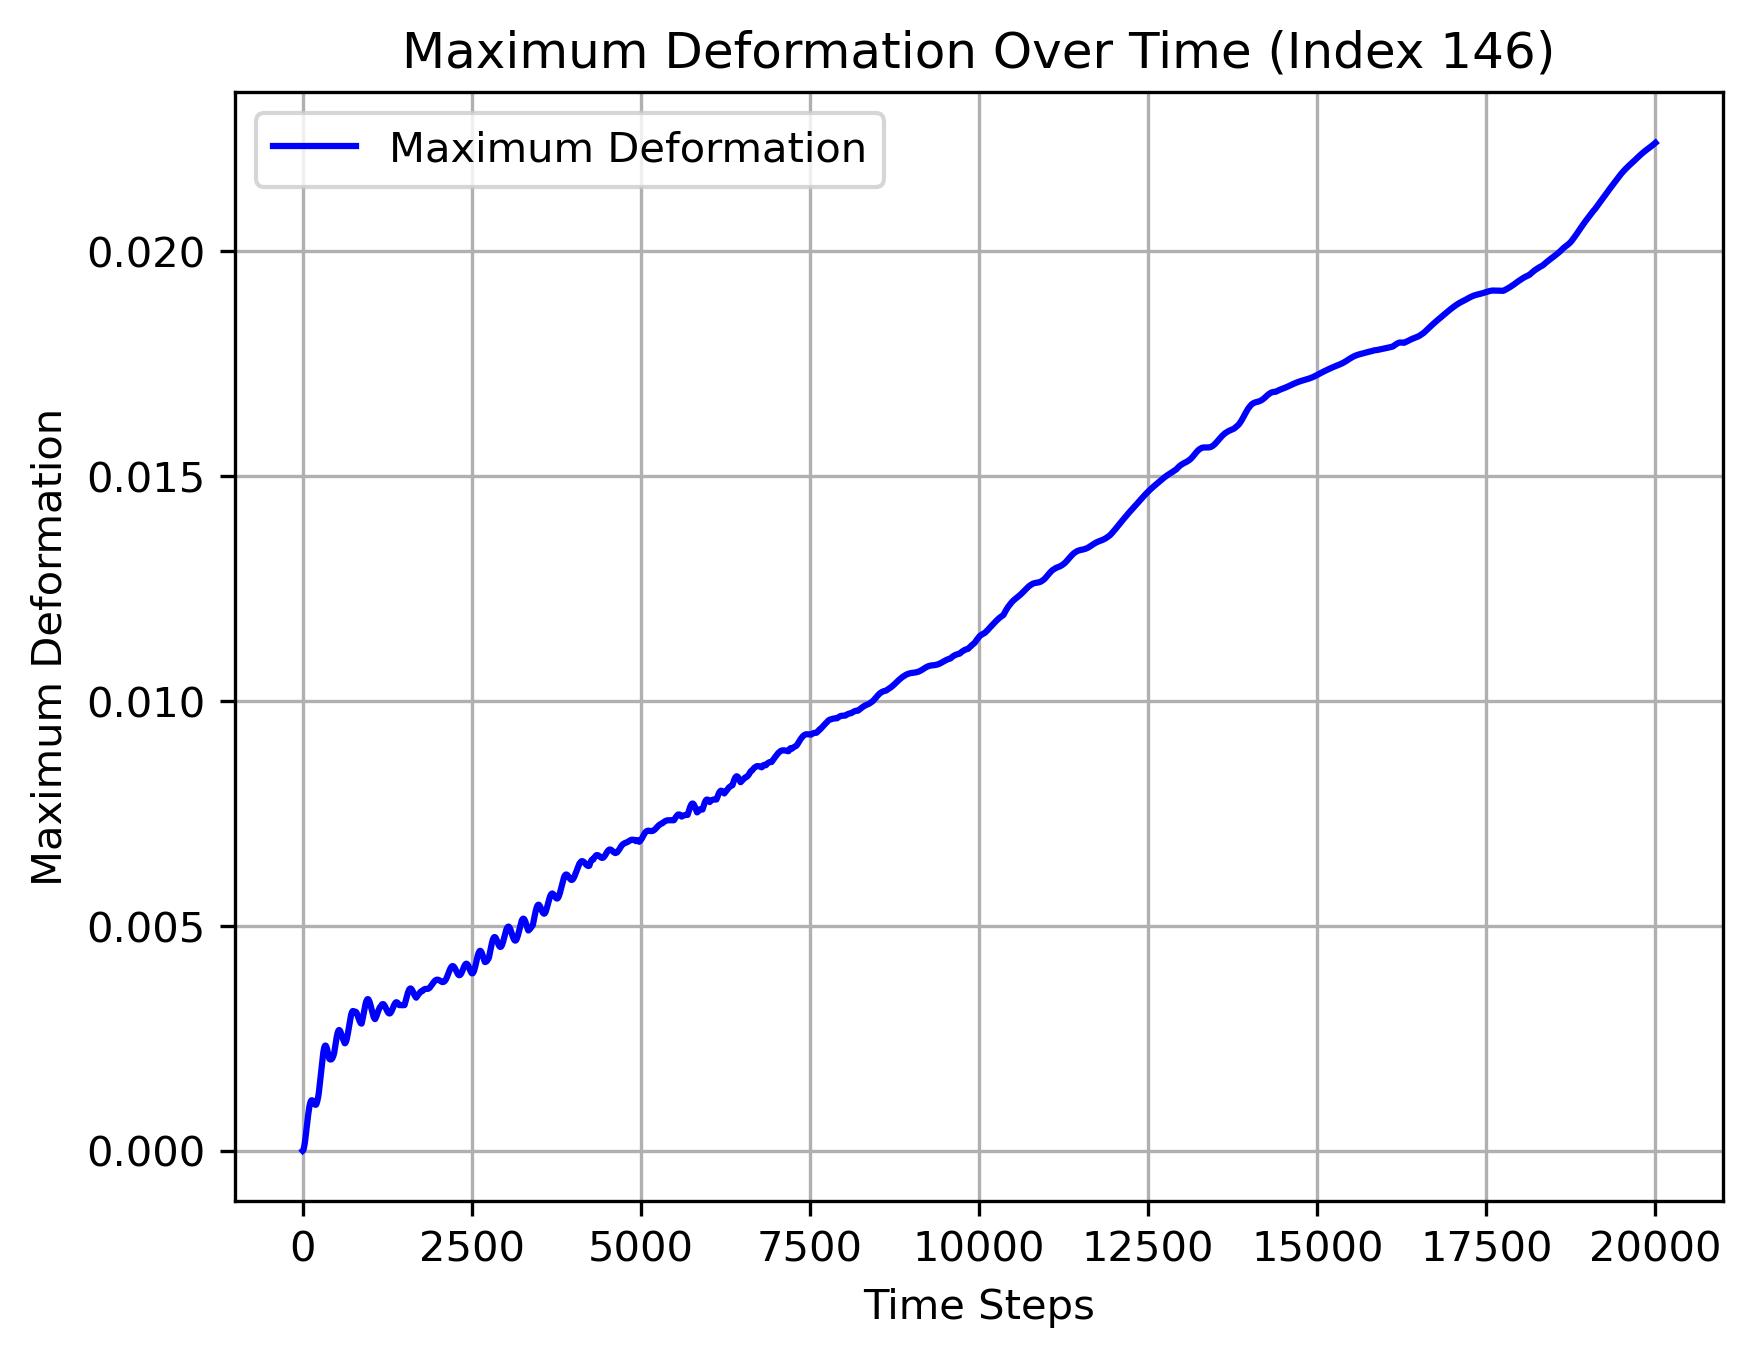 Maximum Deformation Over Time (Index 146)
Maximum Deformation
0.020
0.015
0.010
0.005
0.000
Maximum Deformation
0 2500 5000 7500 10000 12500 15000 17500 20000
Time Steps